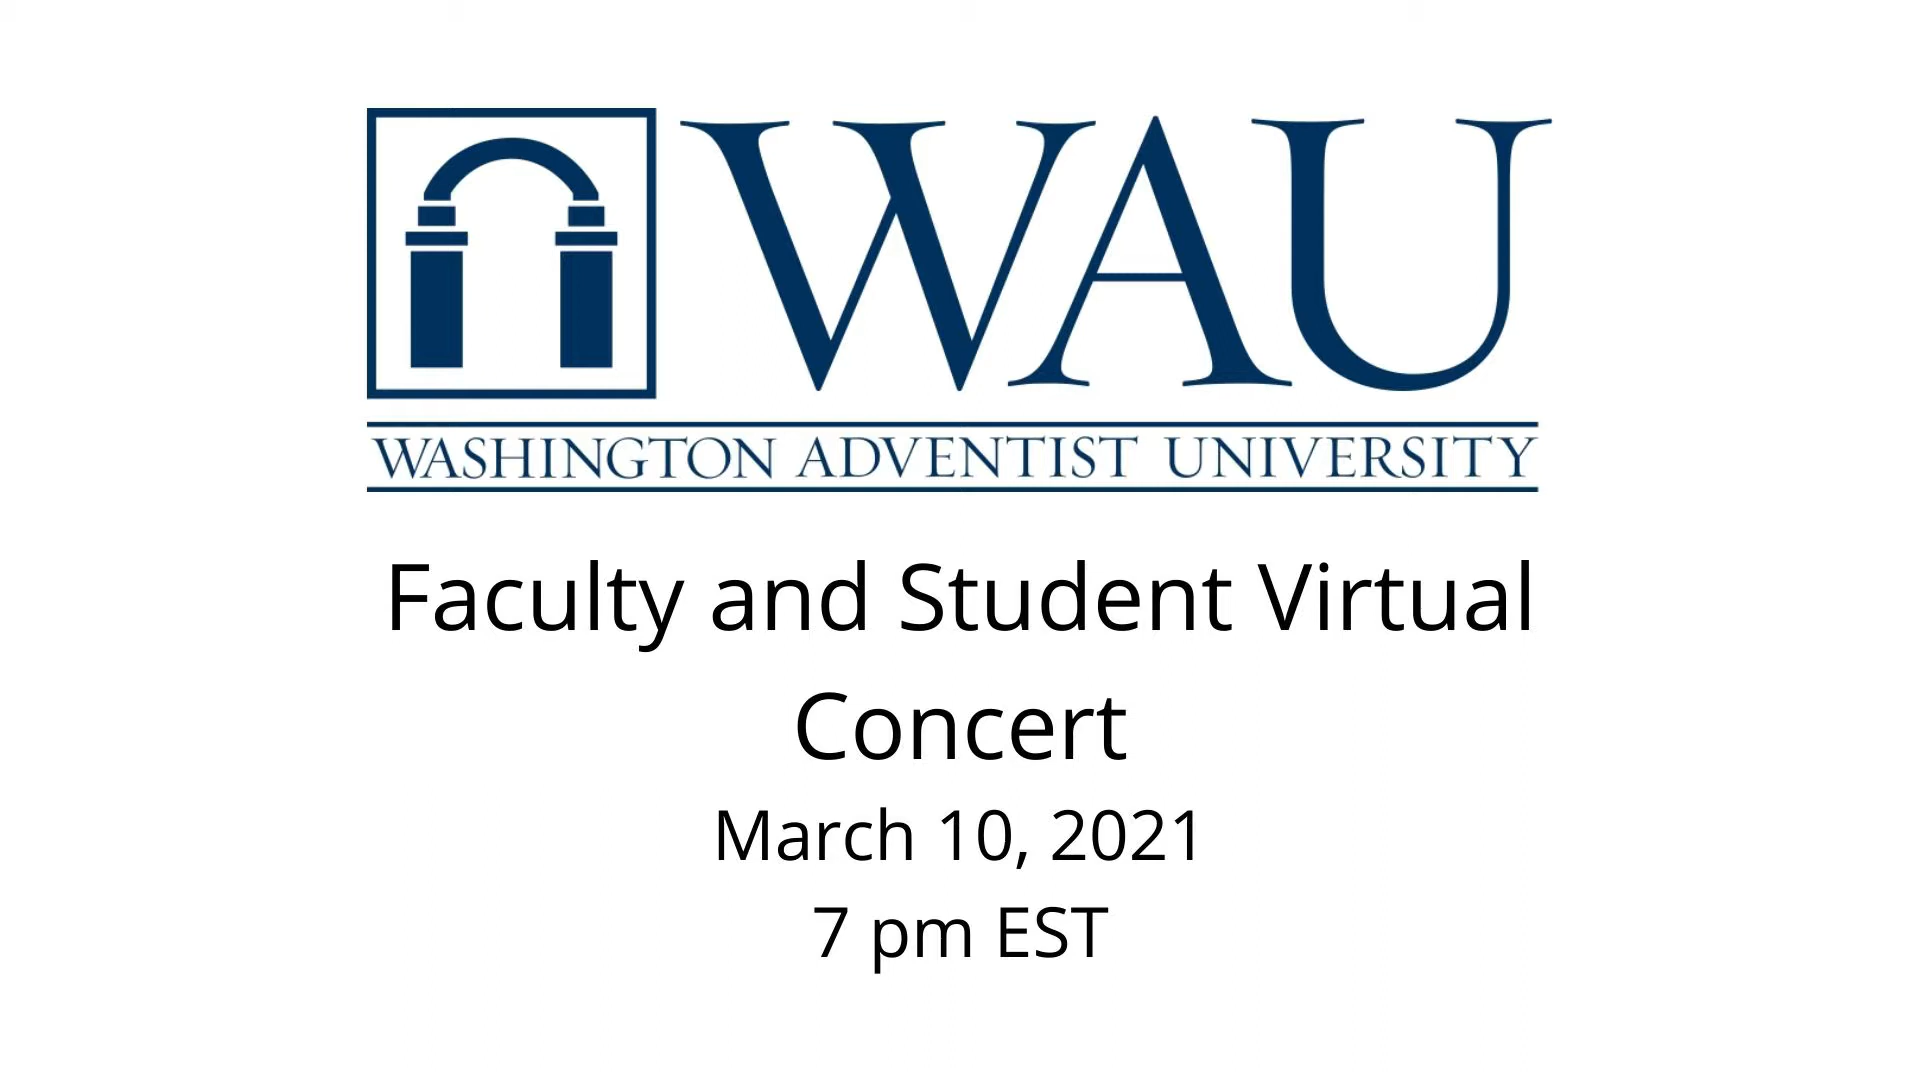 WAU
WASHINGTON ADVENTIST UNIVERSITY
Faculty and Student Virtual
Concert
March 10, 2021
7 pm EST